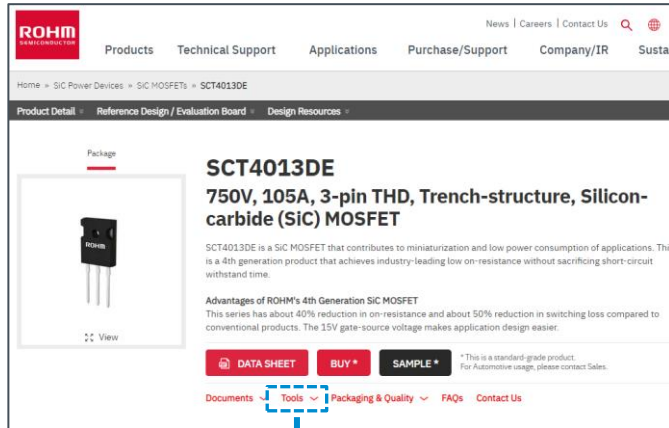 ROHM
SEMICONDUCTOR
News | Careers | Contact Us
Products Technical Support Applications Purchase/Support Company/IR Susta
Home » SiC Power Devices » SiC MOSFETs » SCT4013DE
Product Detail Reference Design / Evaluation Board Design Resources
Package
ROHM
View
SCT4013DE
750V, 105A, 3-pin THD, Trench-structure, Silicon-
carbide (SiC) MOSFET
SCT4013DE is a SiC MOSFET that contributes to miniaturization and low power consumption of applications. Thi
is a 4th generation product that achieves industry-leading low on-resistance without sacrificing short-circuit
withstand time.
Advantages of ROHM's 4th Generation SiC MOSFET
This series has about 40% reduction in on-resistance and about 50% reduction in switching loss compared to
conventional products. The 15V gate-source voltage makes application design easier.
DATA SHEET BUY * SAMPLE *
* This is a standard-grade product.
For Automotive usage, please contact Sales.
Documents Tools Packaging & Quality FAQs Contact Us